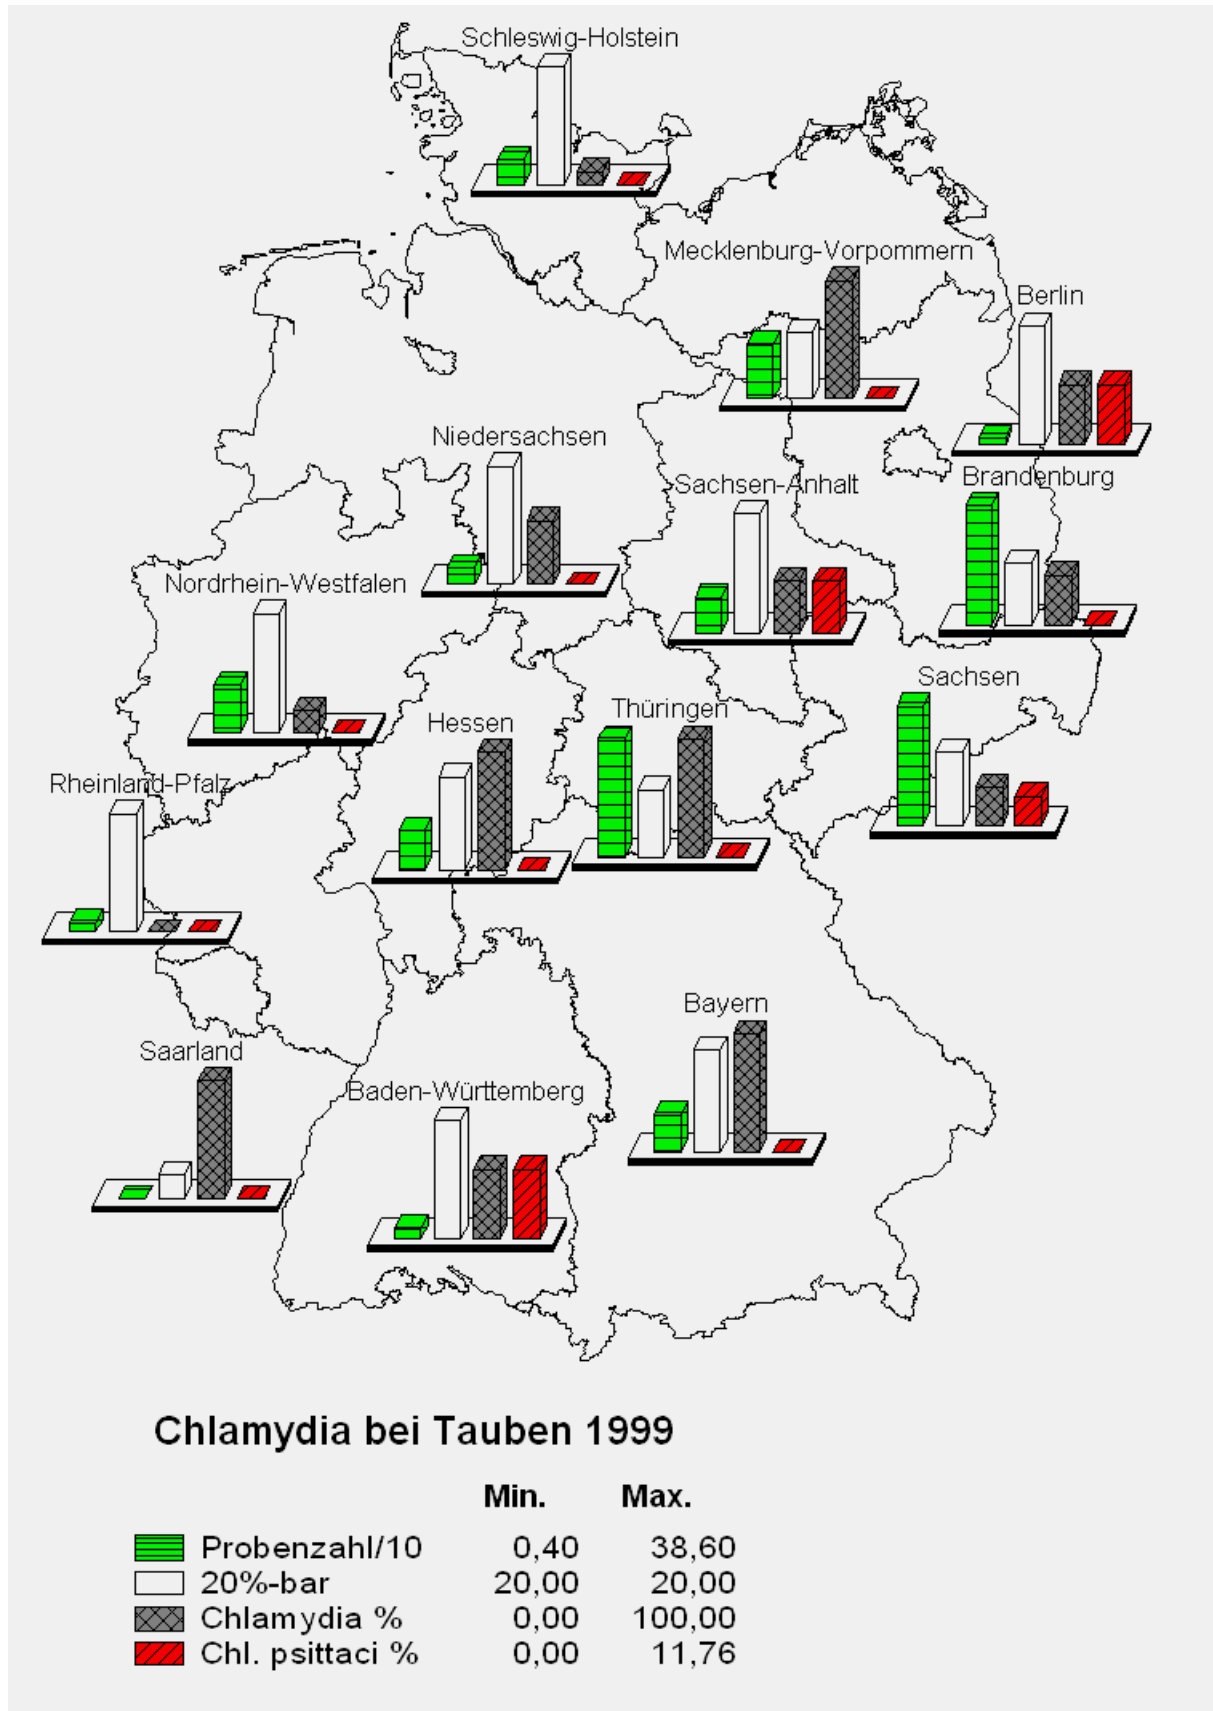 Schleswig-Holstein
Mecklenburg-Vorpommern
Berlin
Niedersachsen
Sachsen-Anhalt
Brandenburg
Nordrhein-Westfalen
Sachsen
Thüringen
Hessen
Rheinland-Pfalz
Bayern
Saarland
Baden-Württemberg
Chlamydia bei Tauben 1999
Min. Max.
Probenzahl/10 0,40 38,60
20%-bar 20,00 20,00
Chlamydia % 0,00 100,00
Chl. psittaci % 0,00 11,76